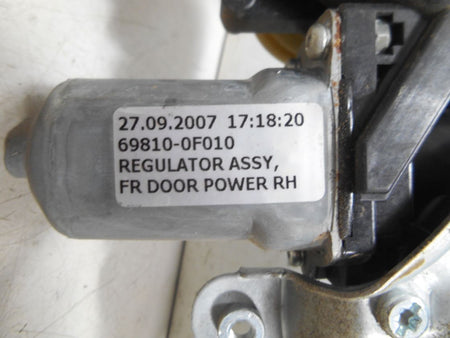 27.09.2007 17:18:20
69810-0F010
REGULATOR ASSY,
FR DOOR POWER RH